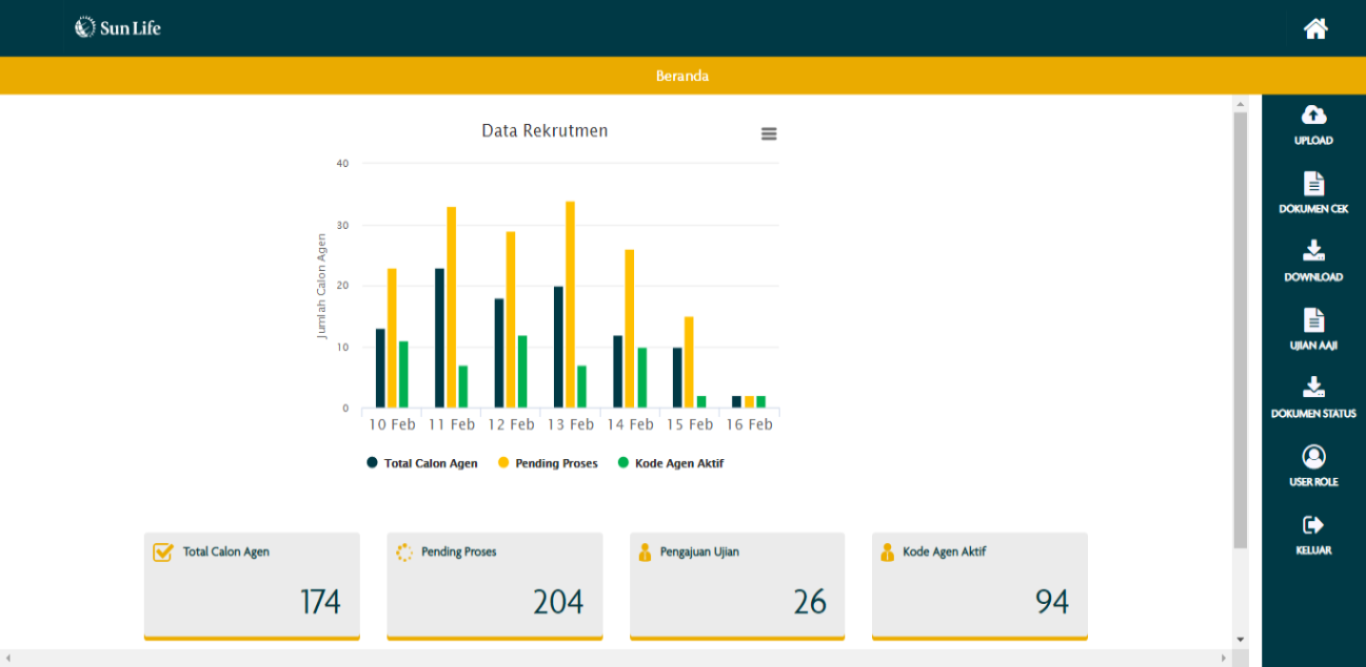 Sun Life
Beranda
Data Rekrutmen
40
30
20
10
0
Jumlah Calon Agen
10 Feb 11 Feb 12 Feb 13 Feb 14 Feb 15 Feb 16 Feb
Total Calon Agen Pending Proses Kode Agen Aktif
Total Calon Agen
174
Pending Proses
204
Pengajuan Ujian
26
Kode Agen Aktif
94
UPLOAD
DOKUMEN CEK
DOWNLOAD
UJIAN AAJI
DOKUMEN STATUS
USER ROLE
KELUAR